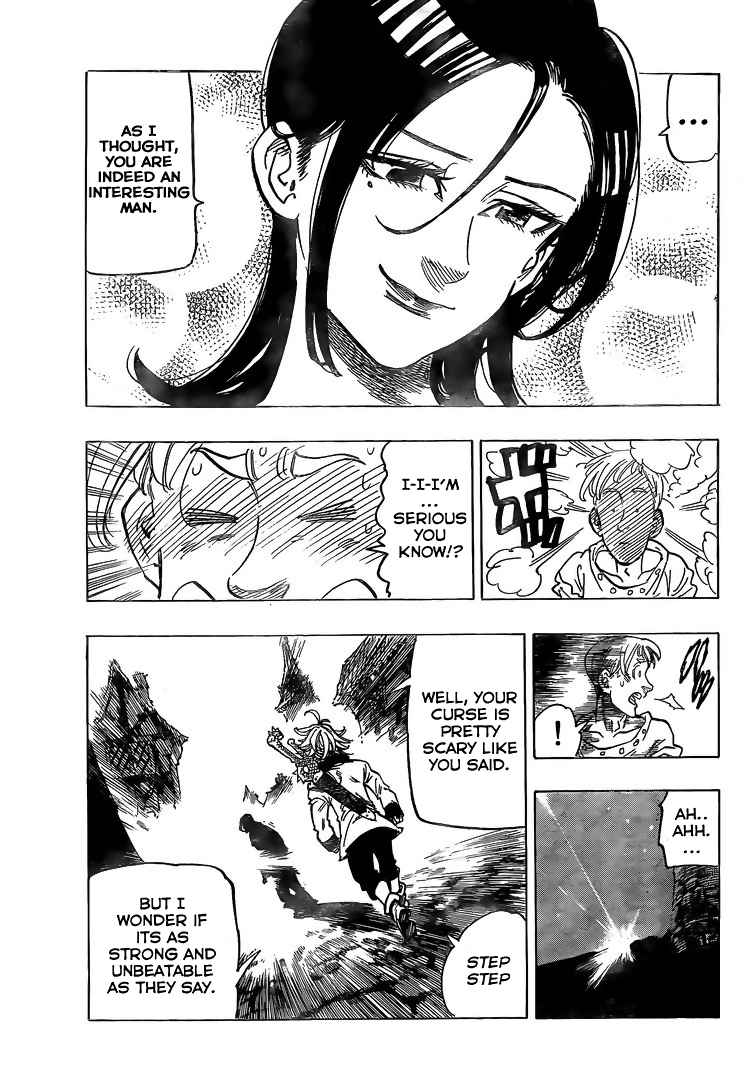 ...
AS I
THOUGHT,
YOU ARE
INDEED AN
INTERESTING
MAN.
I-I-I'M
...
SERIOUS
YOU
KNOW!?
!
AH..
AHH.
...
WELL, YOUR
CURSE IS
PRETTY
SCARY LIKE
YOU SAID.
STEP
STEP
BUT I
WONDER IF
ITS AS
STRONG AND
UNBEATABLE
AS THEY SAY.